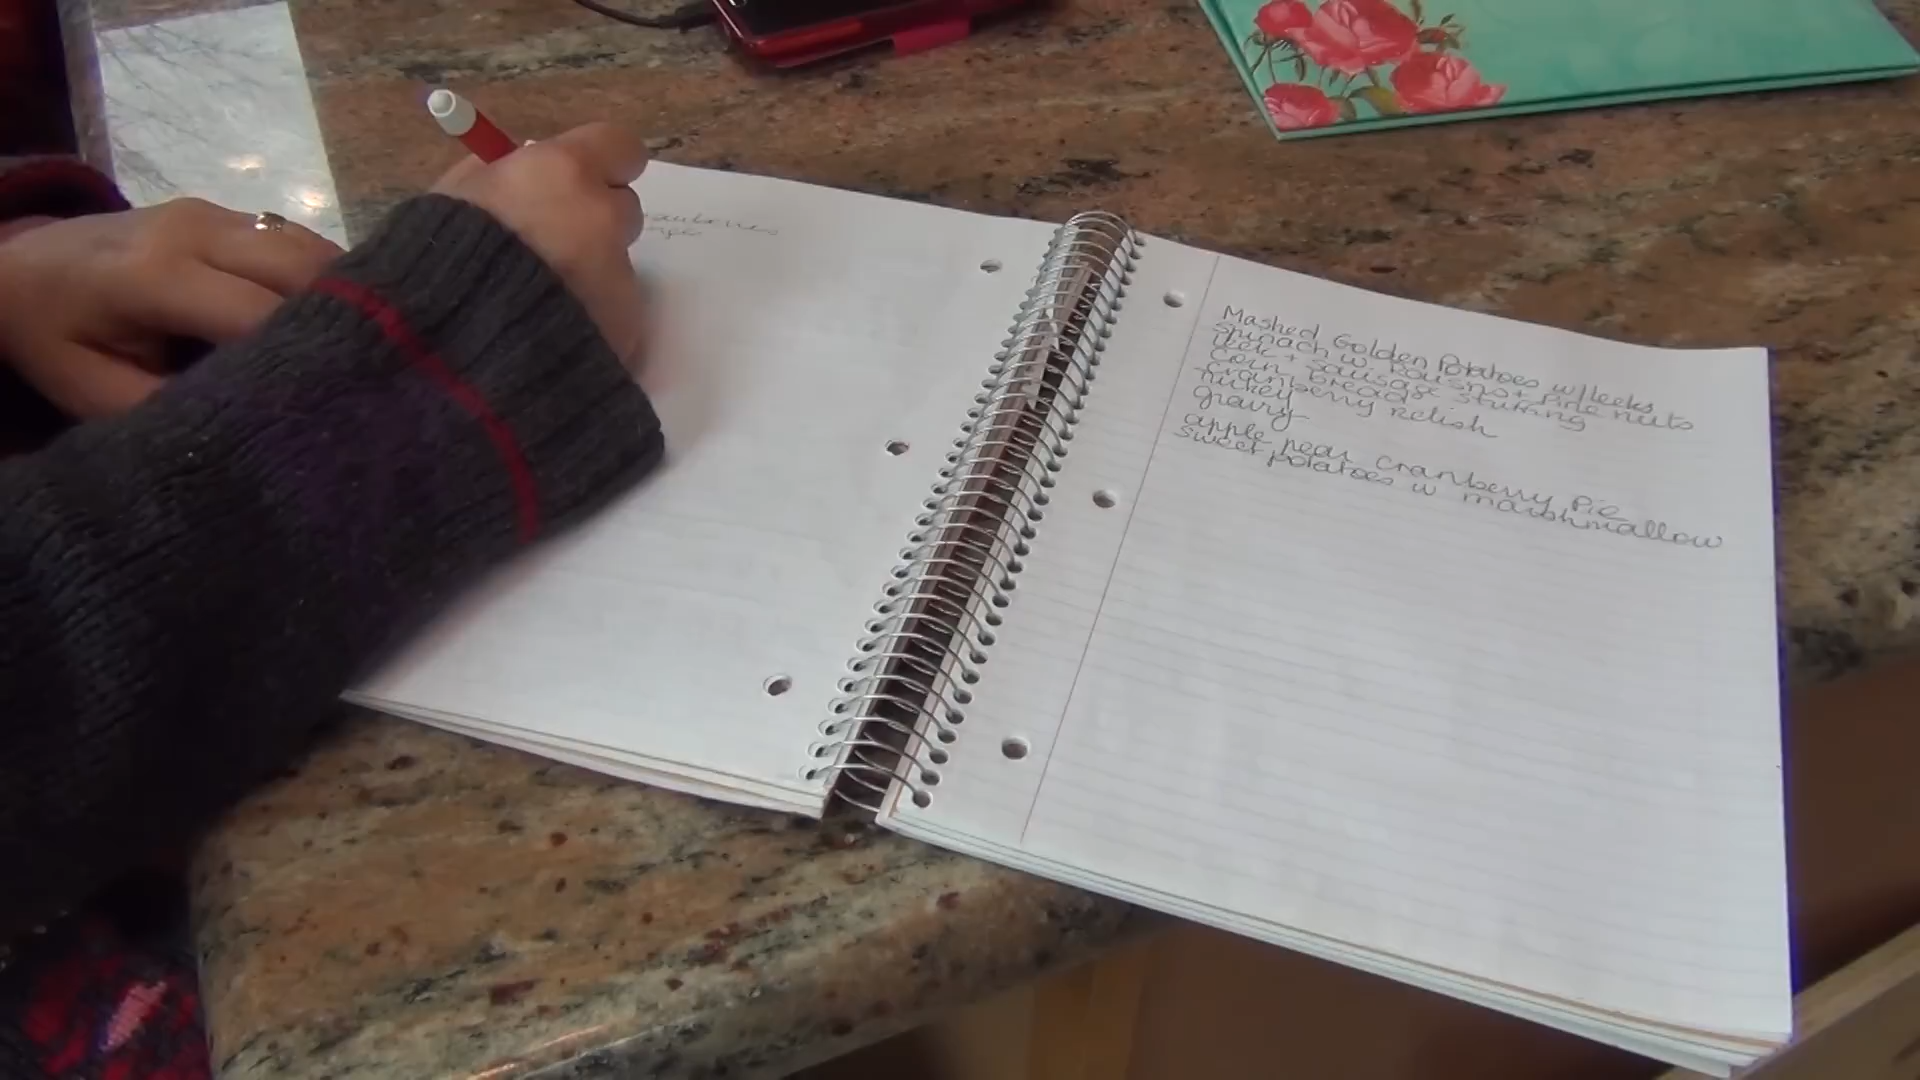 Mashed Golden Potatoes w/leeks
Spinach w. Rousns + Pine nuts
leek + sausage stuffing
corn bread
cranberry relish
turkey
gravy
apple pear cranberry pie
sweet potatoes w marshmallow